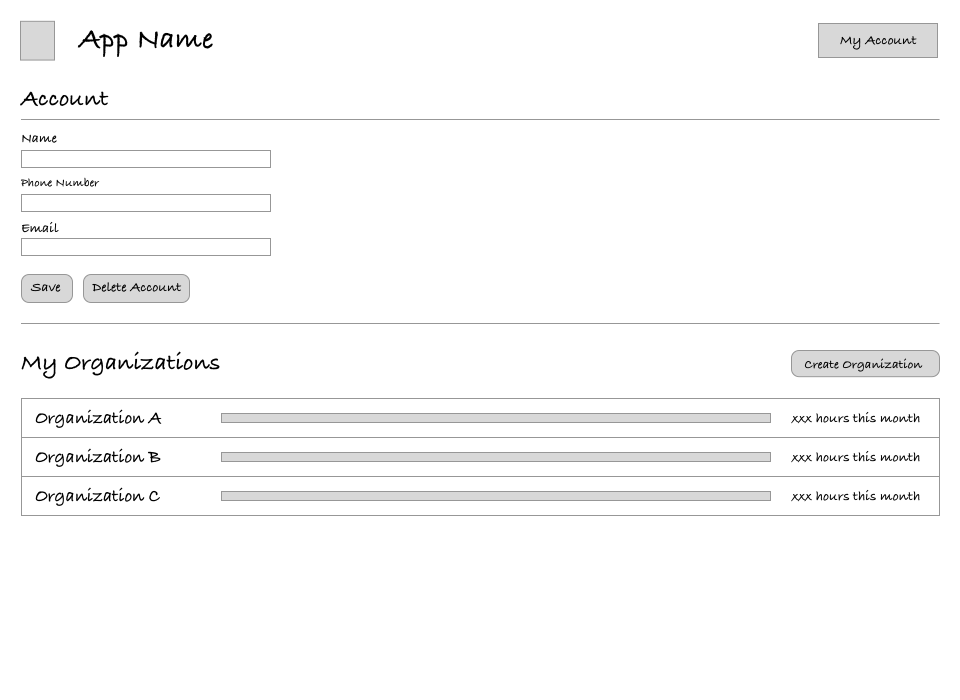 App Name
My Account
Account
Name
Phone Number
Email
Save
Delete Account
My Organizations
Create Organization
Organization A
xxx hours this month
Organization B
xxx hours this month
Organization C
xxx hours this month